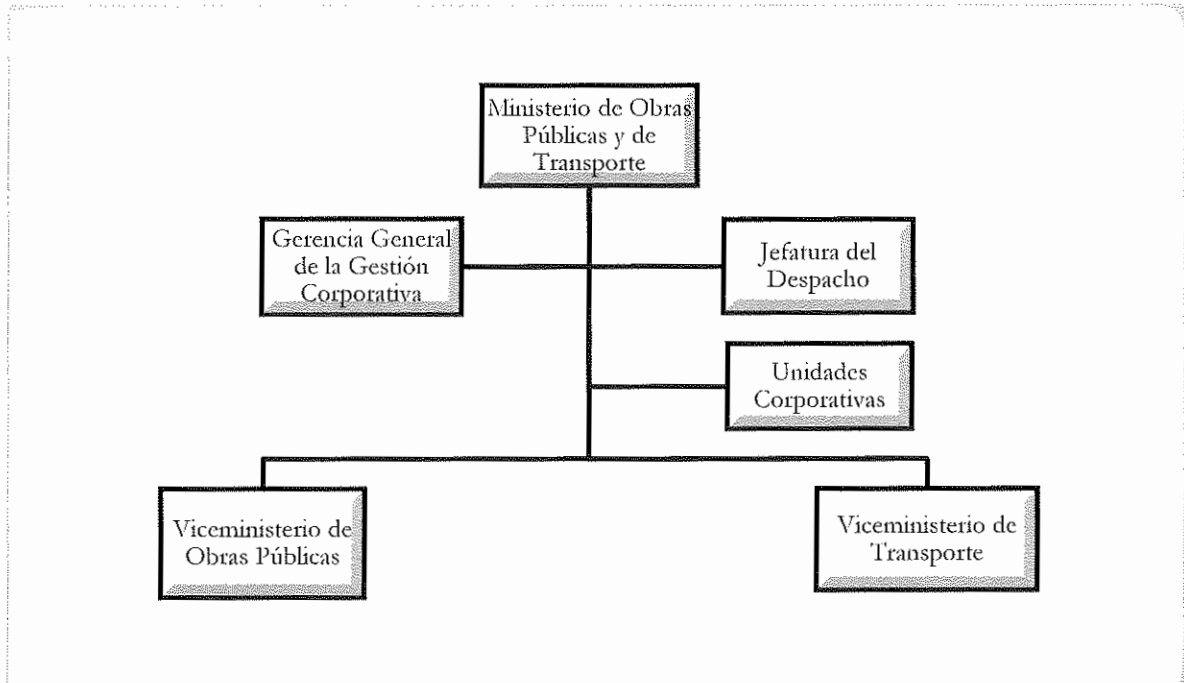 Ministerio de Obras
Públicas y de
Transporte
Gerencia General
de la Gestión
Corporativa
Jefatura del
Despacho
Unidades
Corporativas
Viceministerio de
Obras Públicas
Viceministerio de
Transporte